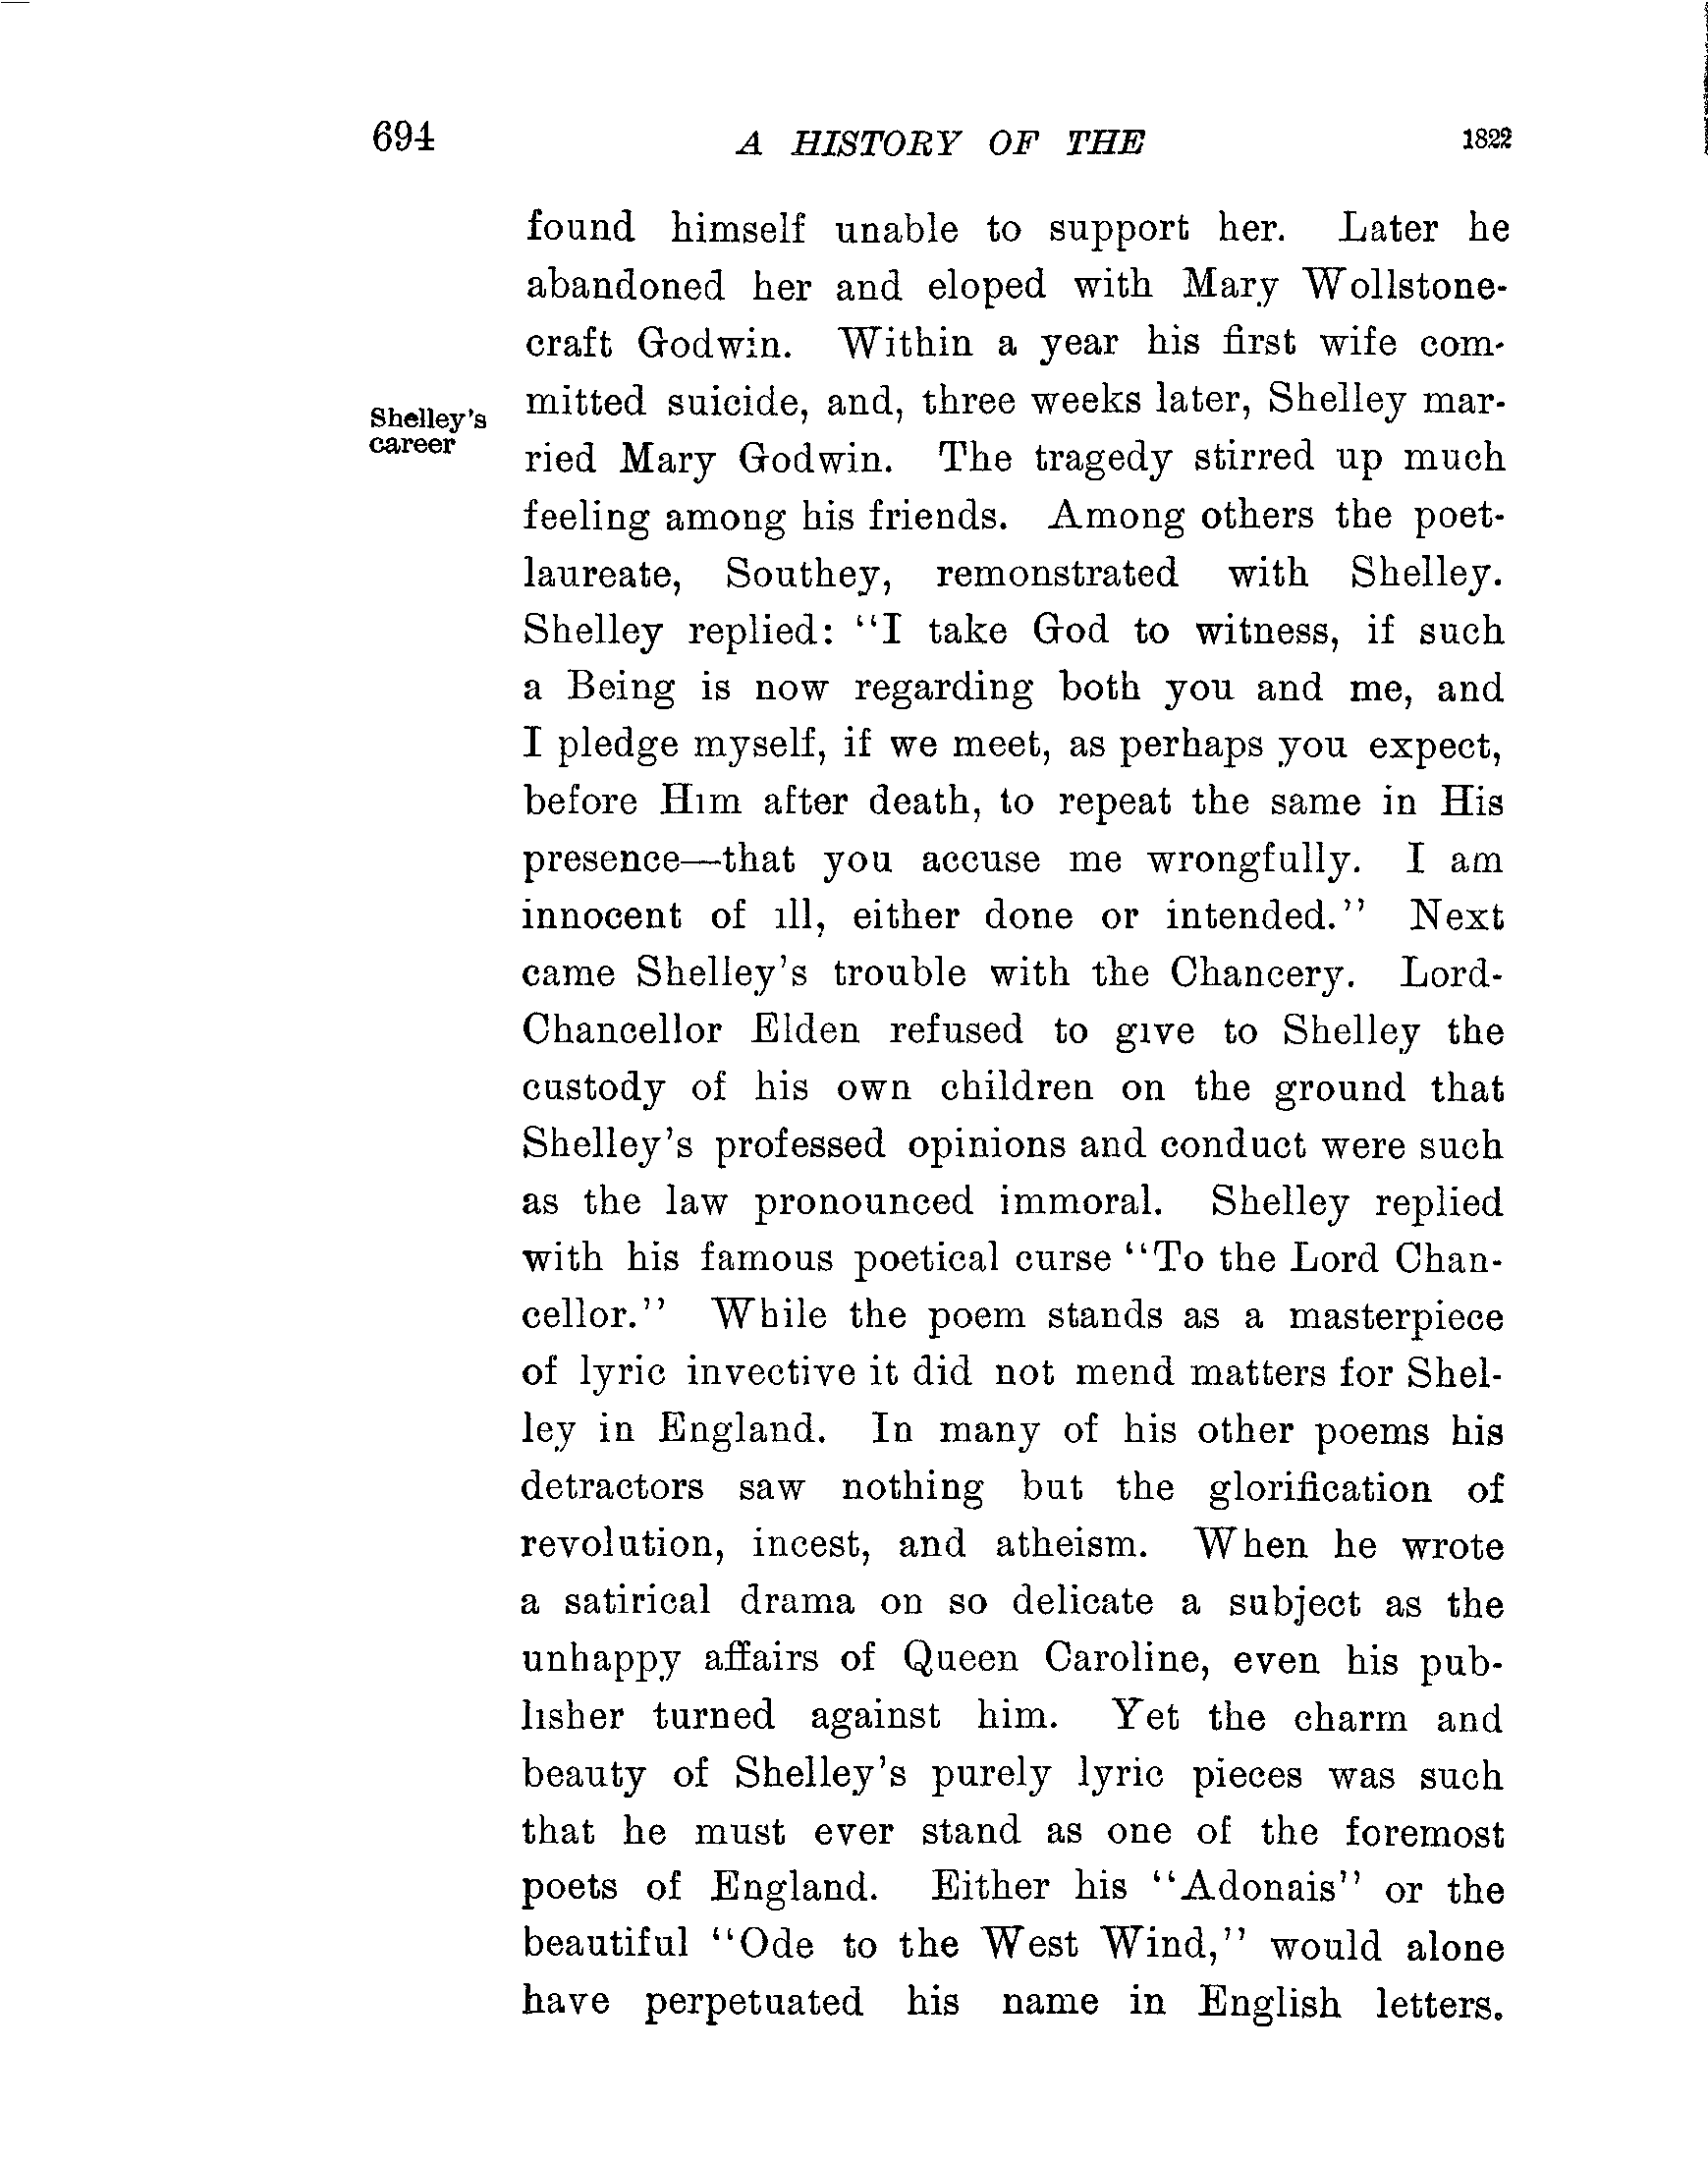 694 A HISTORY OF THE 1822
found himself unable to support her. Later he
abandoned her and eloped with Mary Wollstone-
craft Godwin. Within a year his first wife com-
Shelley's
career
mitted suicide, and, three weeks later, Shelley mar-
ried Mary Godwin. The tragedy stirred up much
feeling among his friends. Among others the poet-
laureate, Southey, remonstrated with Shelley.
Shelley replied: "I take God to witness, if such
a Being is now regarding both you and me, and
I pledge myself, if we meet, as perhaps you expect,
before Him after death, to repeat the same in His
presence—that you accuse me wrongfully. I am
innocent of ill, either done or intended." Next
came Shelley's trouble with the Chancery. Lord-
Chancellor Elden refused to give to Shelley the
custody of his own children on the ground that
Shelley's professed opinions and conduct were such
as the law pronounced immoral. Shelley replied
with his famous poetical curse "To the Lord Chan-
cellor." While the poem stands as a masterpiece
of lyric invective it did not mend matters for Shel-
ley in England. In many of his other poems his
detractors saw nothing but the glorification of
revolution, incest, and atheism. When he wrote
a satirical drama on so delicate a subject as the
unhappy affairs of Queen Caroline, even his pub-
lisher turned against him. Yet the charm and
beauty of Shelley's purely lyric pieces was such
that he must ever stand as one of the foremost
poets of England. Either his "Adonais" or the
beautiful "Ode to the West Wind," would alone
have perpetuated his name in English letters.